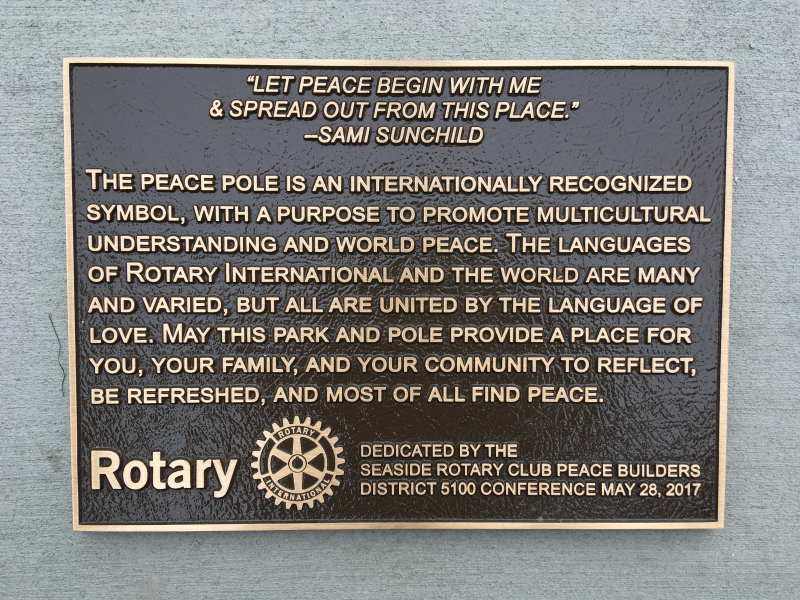 “LET PEACE BEGIN WITH ME
& SPREAD OUT FROM THIS PLACE.”
–SAMI SUNCHILD
THE PEACE POLE IS AN INTERNATIONALLY RECOGNIZED
SYMBOL, WITH A PURPOSE TO PROMOTE MULTICULTURAL
UNDERSTANDING AND WORLD PEACE. THE LANGUAGES
OF ROTARY INTERNATIONAL AND THE WORLD ARE MANY
AND VARIED, BUT ALL ARE UNITED BY THE LANGUAGE OF
LOVE. MAY THIS PARK AND POLE PROVIDE A PLACE FOR
YOU, YOUR FAMILY, AND YOUR COMMUNITY TO REFLECT,
BE REFRESHED, AND MOST OF ALL FIND PEACE.
Rotary
ROTARY
INTERNATIONAL
DEDICATED BY THE
SEASIDE ROTARY CLUB PEACE BUILDERS
DISTRICT 5100 CONFERENCE MAY 28, 2017